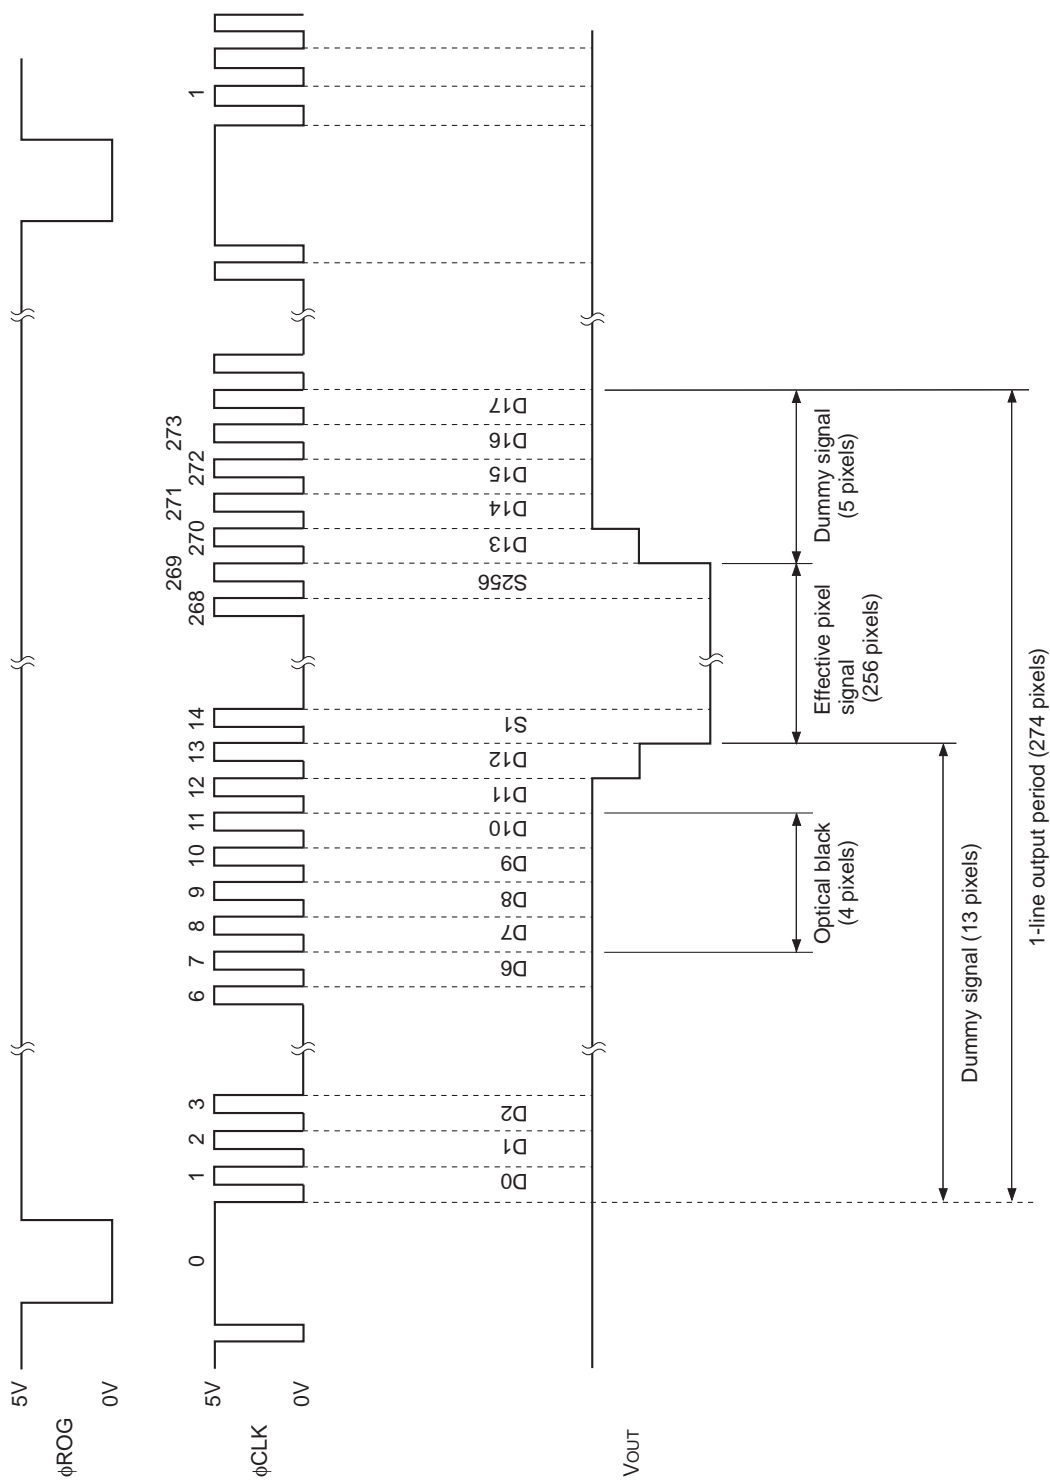 φROG
5V
0V
φCLK
5V
0V
0
1
2
3
6
7
8
9
10
11
12
13
14
268
269
270
271
272
273
1
D0
D1
D2
D6
D7
D8
D9
D10
D11
D12
S1
S256
D13
D14
D15
D16
D17
VOUT
Optical black
(4 pixels)
Effective pixel
signal
(256 pixels)
Dummy signal
(5 pixels)
Dummy signal (13 pixels)
1-line output period (274 pixels)